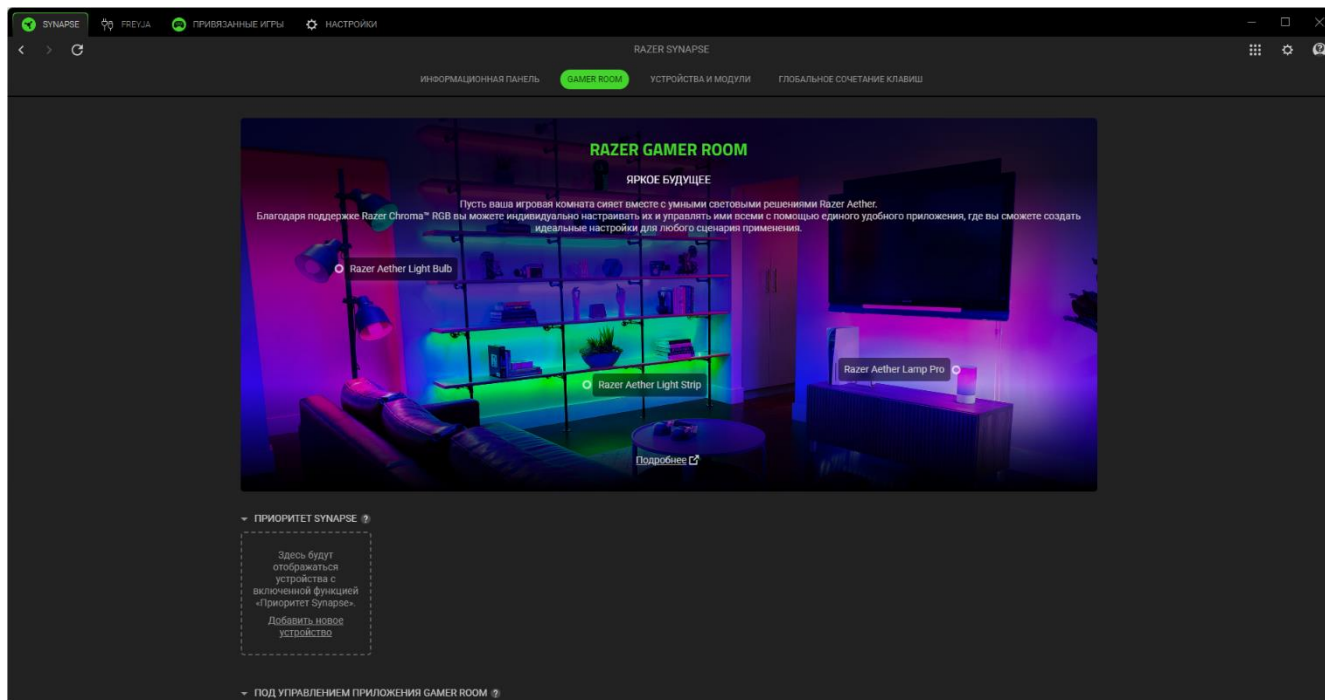 SYNAPSE
FREYJA
ПРИВЯЗАННЫЕ ИГРЫ
НАСТРОЙКИ
RAZER SYNAPSE
ИНФОРМАЦИОННАЯ ПАНЕЛЬ
GAMER ROOM
УСТРОЙСТВА И МОДУЛИ
ГЛОБАЛЬНОЕ СОЧЕТАНИЕ КЛАВИШ
RAZER GAMER ROOM
ЯРКОЕ БУДУЩЕЕ
Пусть ваша игровая комната сияет вместе с умными световыми решениями Razer Aether.
Благодаря поддержке Razer Chroma™ RGB вы можете индивидуально настраивать их и управлять ими всеми с помощью единого удобного приложения, где вы сможете создать
идеальные настройки для любого сценария применения.
Razer Aether Light Bulb
Razer Aether Lamp Pro
Razer Aether Light Strip
Подробнее
ПРИОРИТЕТ SYNAPSE ?
Здесь будут
отображаться
устройства с
включенной функцией
«Приоритет Synapse».
Добавить новое
устройство
ПОД УПРАВЛЕНИЕМ ПРИЛОЖЕНИЯ GAMER ROOM ?